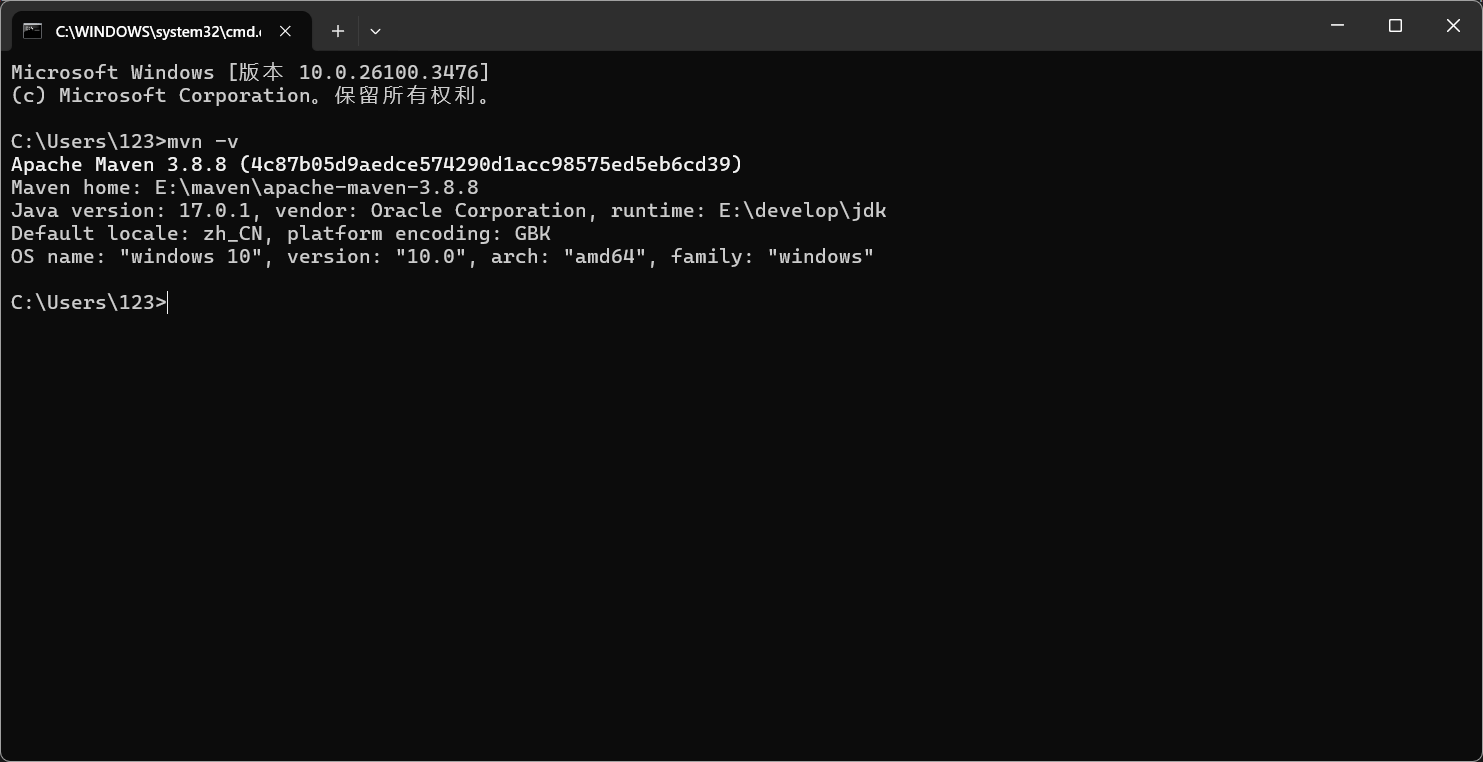 C:\WINDOWS\system32\cmd.
Microsoft Windows [版本 10.0.26100.3476]
(c) Microsoft Corporation。保留所有权利。
C:\Users\123>mvn -v
Apache Maven 3.8.8 (4c87b05d9aedce574290d1acc98575ed5eb6cd39)
Maven home: E:\maven\apache-maven-3.8.8
Java version: 17.0.1, vendor: Oracle Corporation, runtime: E:\develop\jdk
Default locale: zh_CN, platform encoding: GBK
OS name: "windows 10", version: "10.0", arch: "amd64", family: "windows"
C:\Users\123>